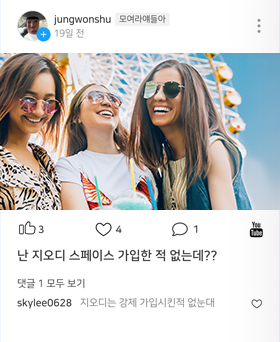 jungwonshu 모여라얘들아
19일 전
3 4 1 You Tube
난 지오디 스페이스 가입한 적 없는데??
댓글 1 모두 보기
skylee0628 지오디는 강제 가입시킨적 없눈대